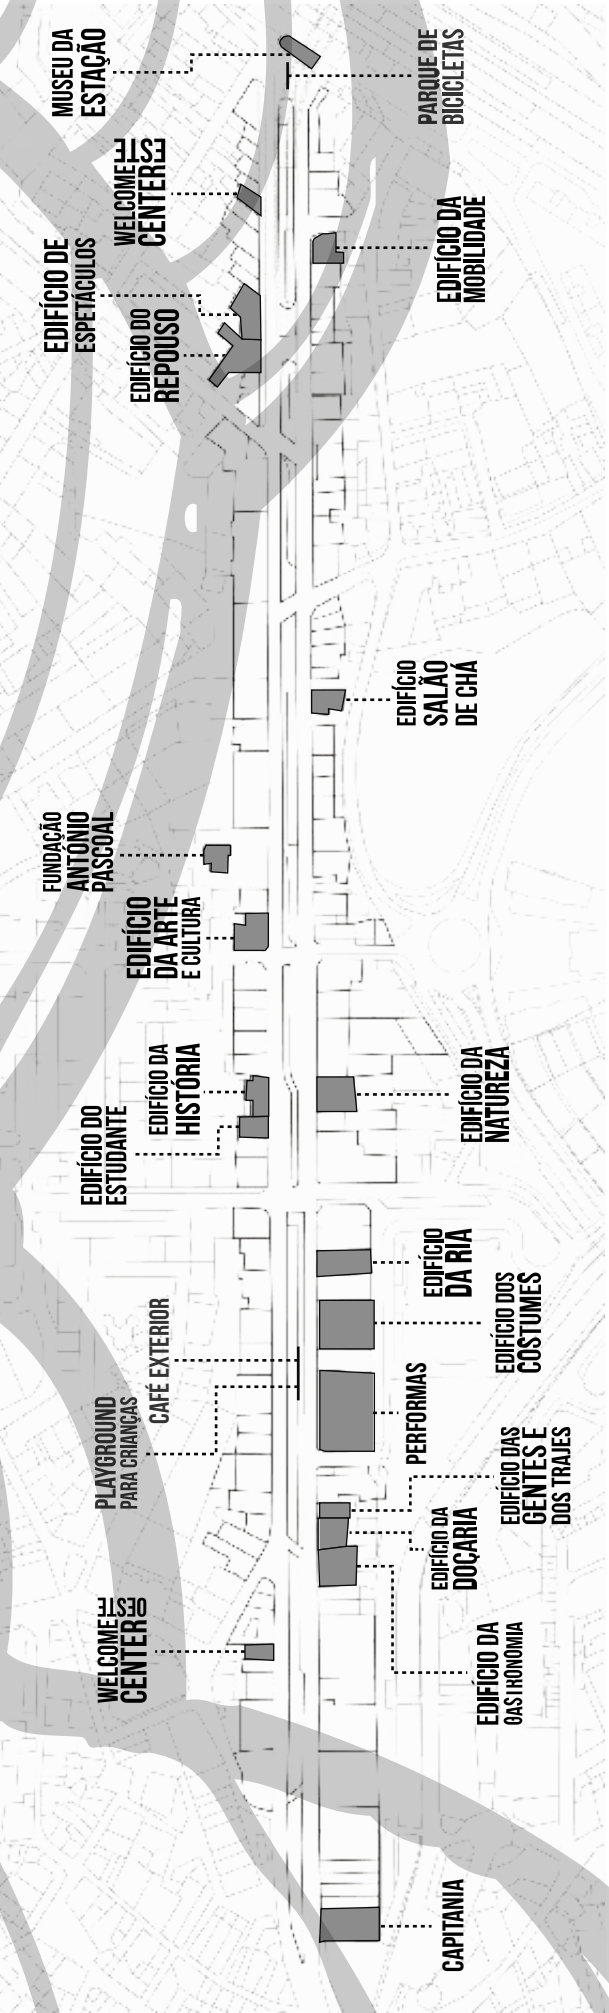 MUSEU DA
ESTAÇÃO
PARQUE DE
BICICLETAS
WELCOME
CENTER
ESTE
EDIFÍCIO DA
MOBILIDADE
EDIFÍCIO DE
ESPETÁCULOS
EDIFÍCIO DO
REPOUSO
EDIFÍCIO
SALÃO
DE CHÁ
FUNDAÇÃO
ANTÓNIO
PASCOAL
EDIFÍCIO
DA ARTE
E CULTURA
EDIFÍCIO DA
HISTÓRIA
EDIFÍCIO DA
NATUREZA
EDIFÍCIO DO
ESTUDANTE
EDIFÍCIO
DA RIA
EDIFÍCIO DOS
COSTUMES
CAFÉ EXTERIOR
PLAYGROUND
PARA CRIANÇAS
PERFORMAS
EDIFÍCIO DAS
GENTES E
DOS TRAJES
EDIFÍCIO DA
DOÇARIA
WELCOME
CENTER
OESTE
EDIFÍCIO DA
GASTRONOMIA
CAPITANIA